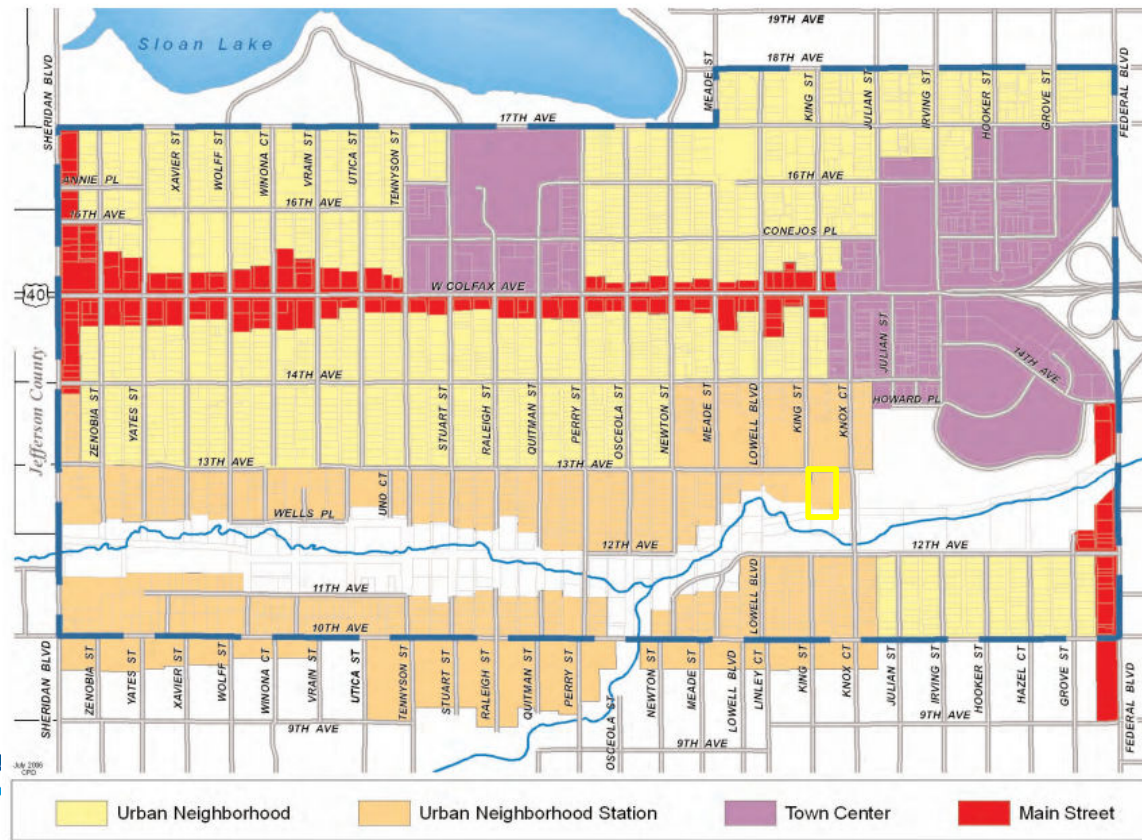 19TH AVE
Sloan Lake
SHERIDAN BLVD
MEADE ST
18TH AVE
FEDERAL BLVD
KING ST
JULIAN ST
IRVING ST
HOOKER ST
GROVE ST
17TH AVE
XAVIER ST
WOLFF ST
WINONA CT
VRAIN ST
UTICA ST
TENNYSON ST
ANNIE PL
16TH AVE
16TH AVE
16TH AVE
CONEJOS PL
W COLFAX AVE
40
JULIAN ST
14TH AVE
14TH AVE
HOWARD PL
Jefferson County
ZENOBIA ST
YATES ST
STUART ST
RALEIGH ST
QUITMAN ST
PERRY ST
OSCEOLA ST
NEWTON ST
MEADE ST
LOWELL BLVD
KING ST
KNOX CT
13TH AVE
13TH AVE
UNO CT
WELLS PL
12TH AVE
12TH AVE
11TH AVE
LOWELL BLVD
10TH AVE
SHERIDAN BLVD
ZENOBIA ST
YATES ST
XAVIER ST
WOLFF ST
WINONA CT
VRAIN ST
UTICA ST
TENNYSON ST
STUART ST
RALEIGH ST
QUITMAN ST
PERRY ST
OSCEOLA ST
NEWTON ST
MEADE ST
LOWELL BLVD
LINLEY CT
KING ST
KNOX CT
JULIAN ST
IRVING ST
HOOKER ST
HAZEL CT
GROVE ST
FEDERAL BLVD
9TH AVE
9TH AVE
9TH AVE
July 2006
CPD
Urban Neighborhood
Urban Neighborhood Station
Town Center
Main Street